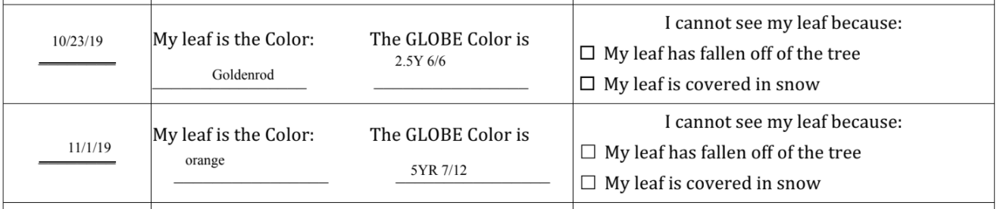 10/23/19
My leaf is the Color:
Goldenrod
The GLOBE Color is
2.5Y 6/6
I cannot see my leaf because:
☐ My leaf has fallen off of the tree
☐ My leaf is covered in snow
11/1/19
My leaf is the Color:
orange
The GLOBE Color is
5YR 7/12
I cannot see my leaf because:
☐ My leaf has fallen off of the tree
☐ My leaf is covered in snow